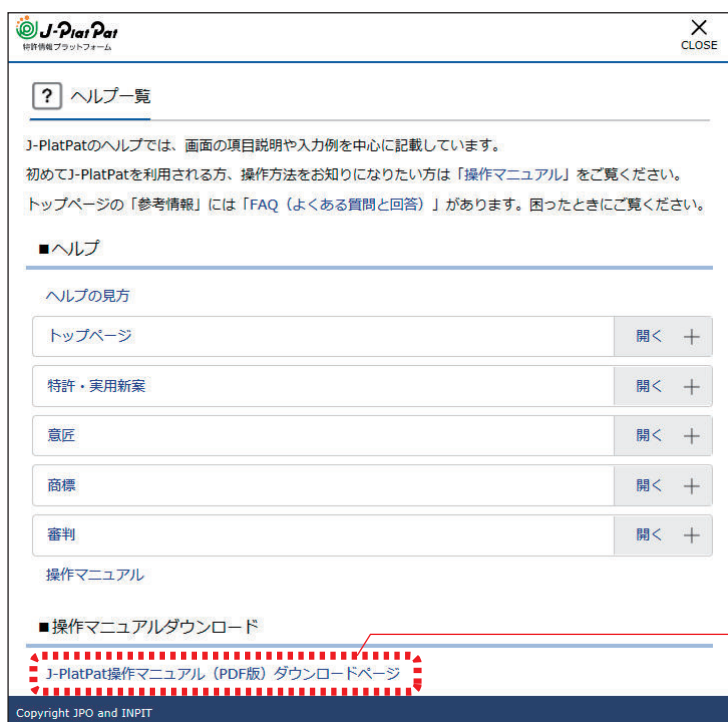 J-PlatPat
特許情報プラットフォーム
CLOSE
? ヘルプ一覧
J-PlatPatのヘルプでは、画面の項目説明や入力例を中心に記載しています。
初めてJ-PlatPatを利用される方、操作方法をお知りになりたい方は「操作マニュアル」をご覧ください。
トップページの「参考情報」には「FAQ（よくある質問と回答）」があります。困ったときにご覧ください。
■ヘルプ
ヘルプの見方
トップページ 開く ＋
特許・実用新案 開く ＋
意匠 開く ＋
商標 開く ＋
審判 開く ＋
操作マニュアル
■操作マニュアルダウンロード
J-PlatPat操作マニュアル（PDF版）ダウンロードページ
Copyright JPO and INPIT